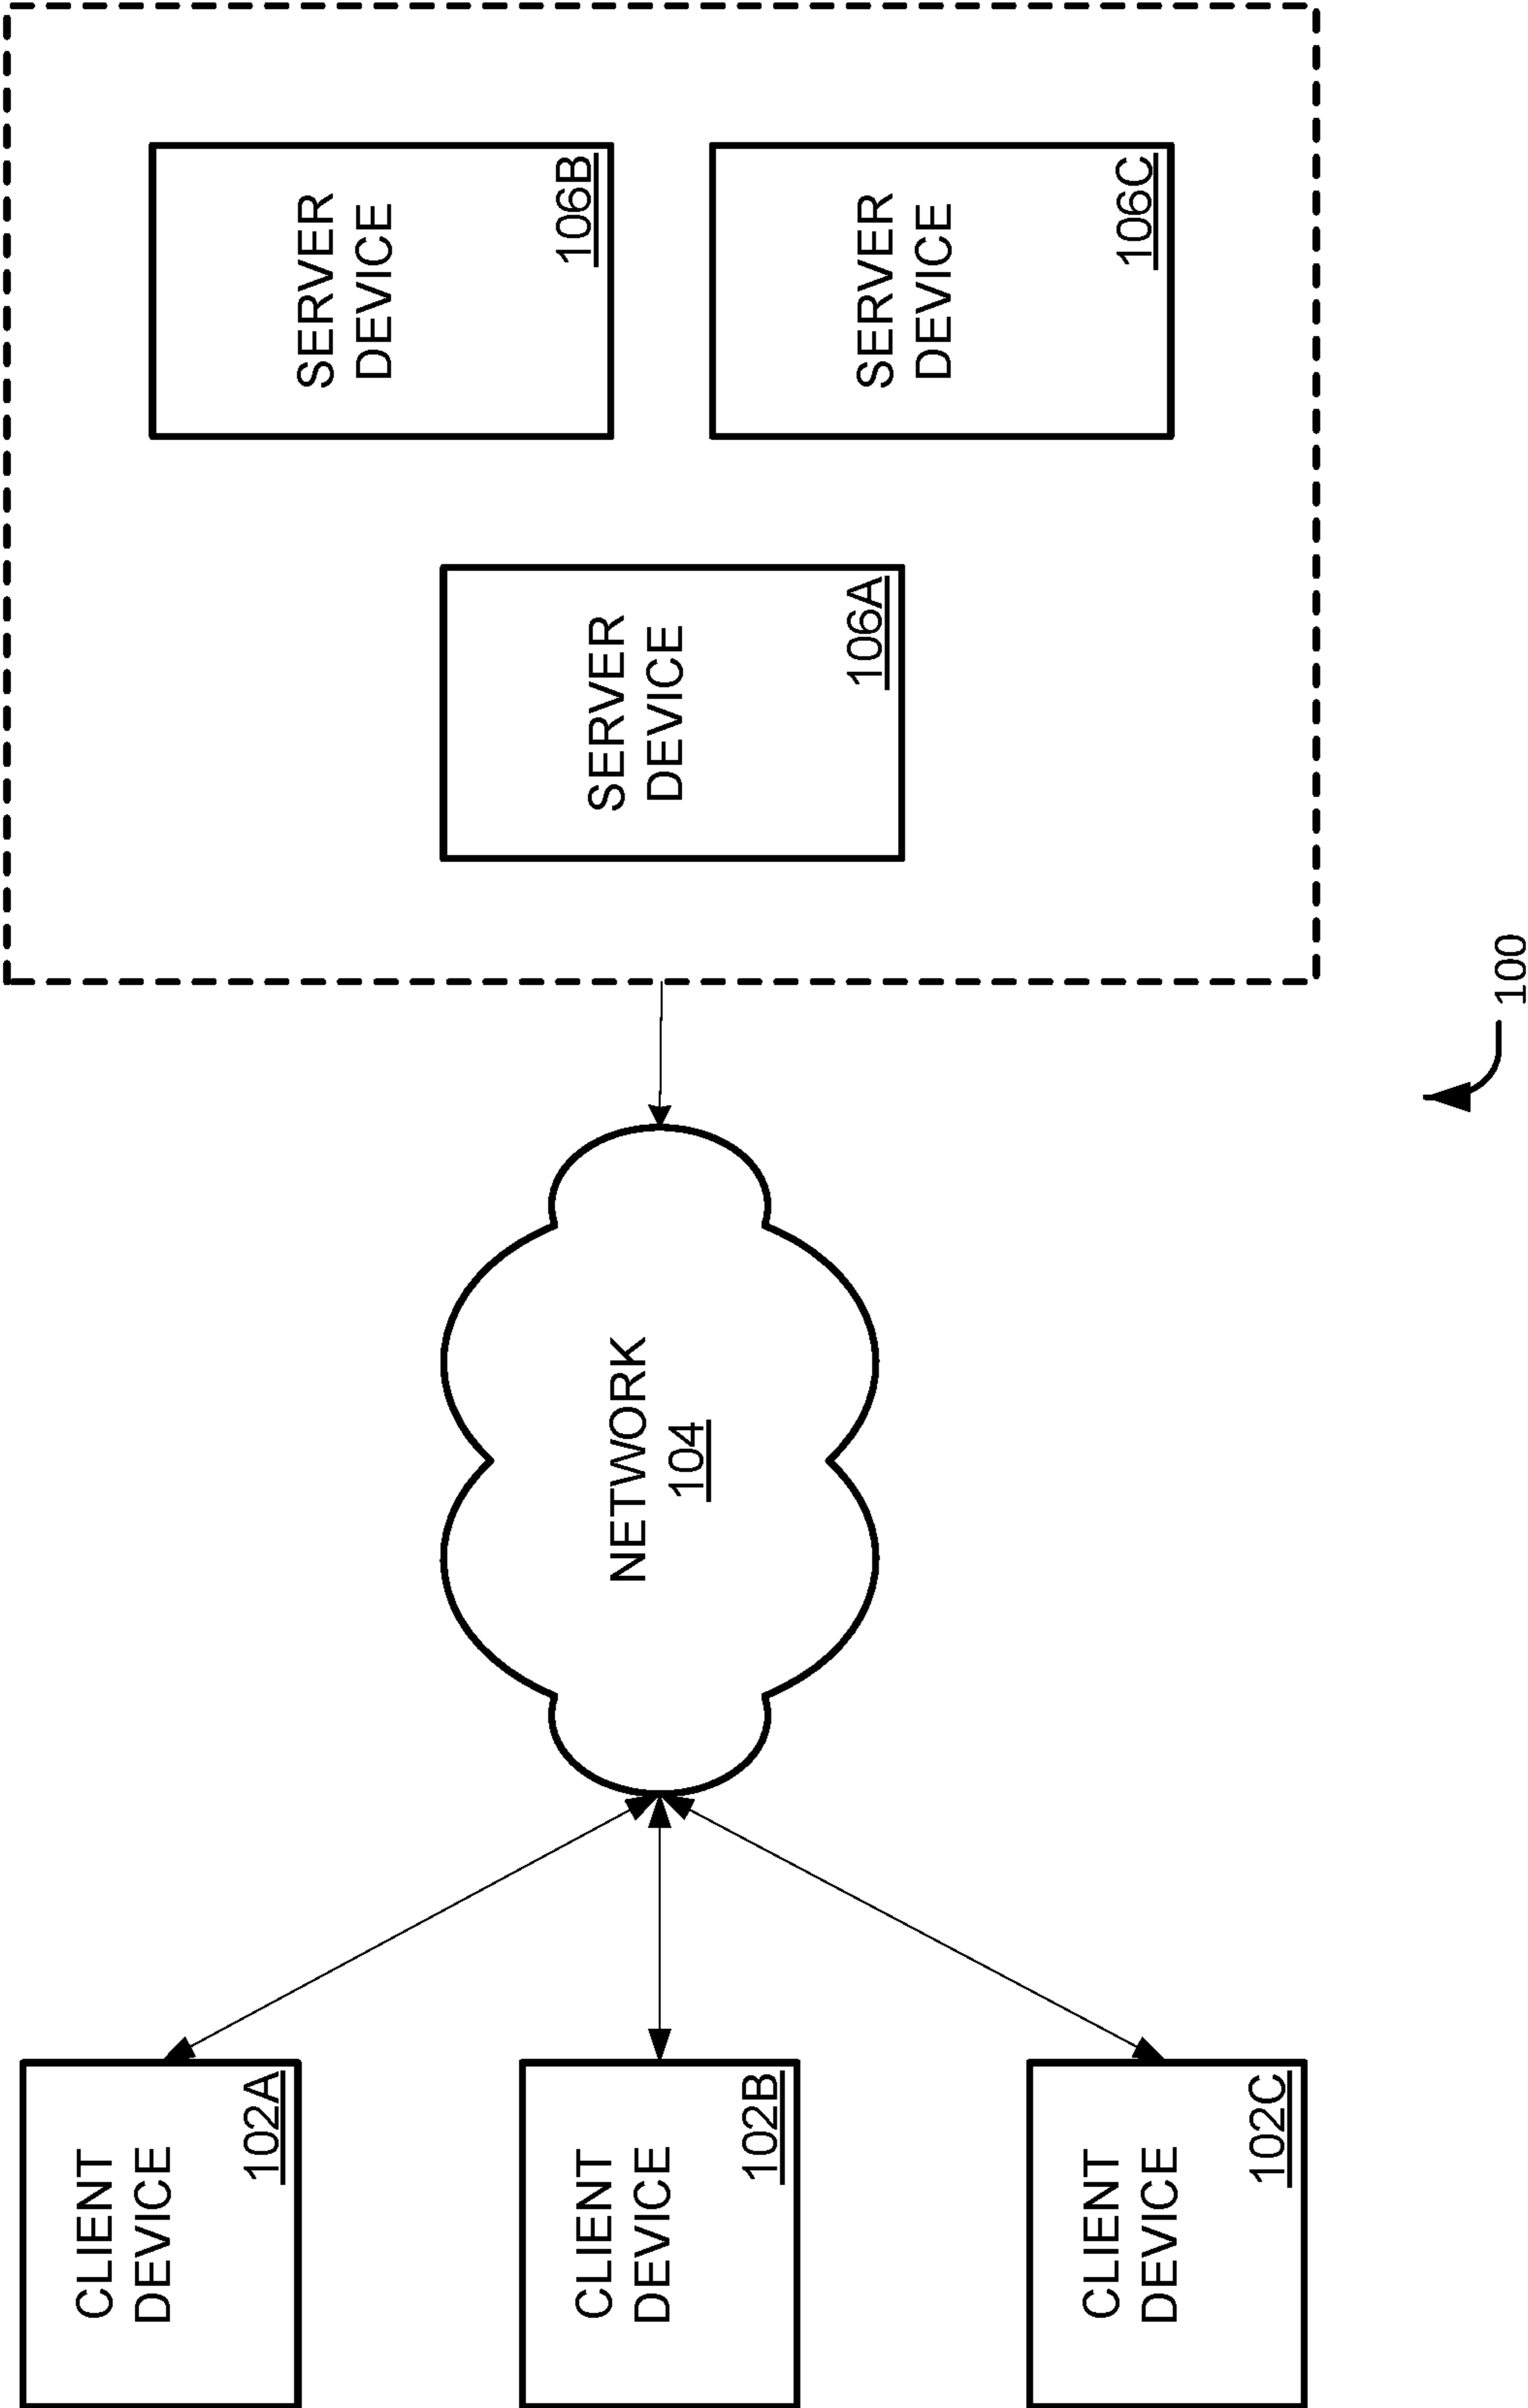 CLIENT
DEVICE
102A
CLIENT
DEVICE
102B
CLIENT
DEVICE
102C
NETWORK
104
SERVER
DEVICE
106A
SERVER
DEVICE
106B
SERVER
DEVICE
106C
100